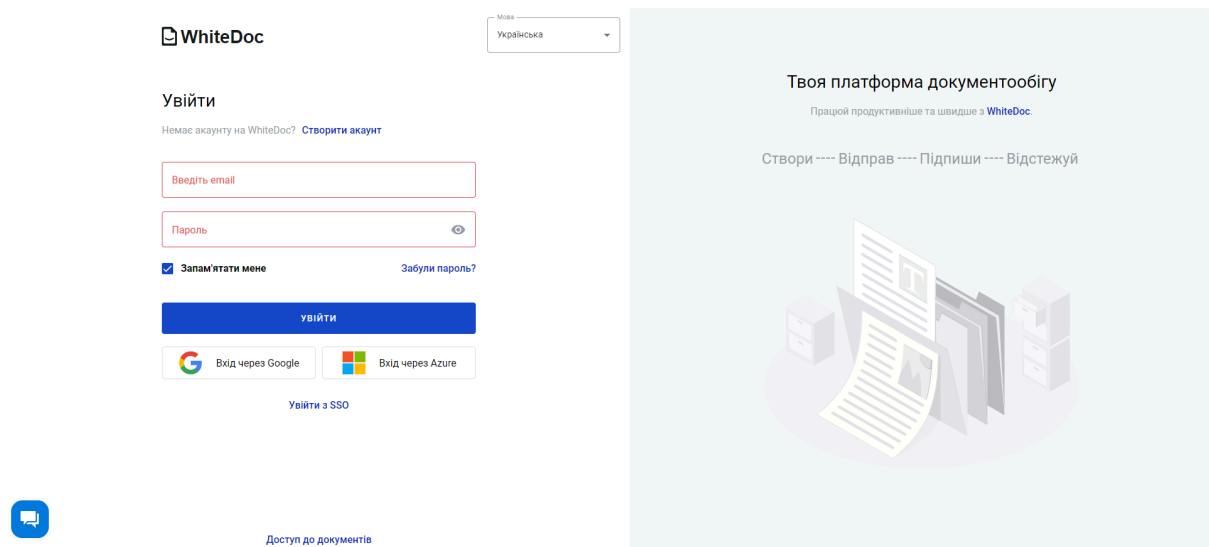 WhiteDoc
Мова
Українська
Увійти
Немає акаунту на WhiteDoc? Створити акаунт
Введіть email
Пароль
Запам'ятати мене
Забули пароль?
УВІЙТИ
Вхід через Google
Вхід через Azure
Увійти з SSO
Доступ до документів
Твоя платформа документообігу
Працюй продуктивніше та швидше з WhiteDoc.
Створи ---- Відправ ---- Підпиши ---- Відстежуй
T